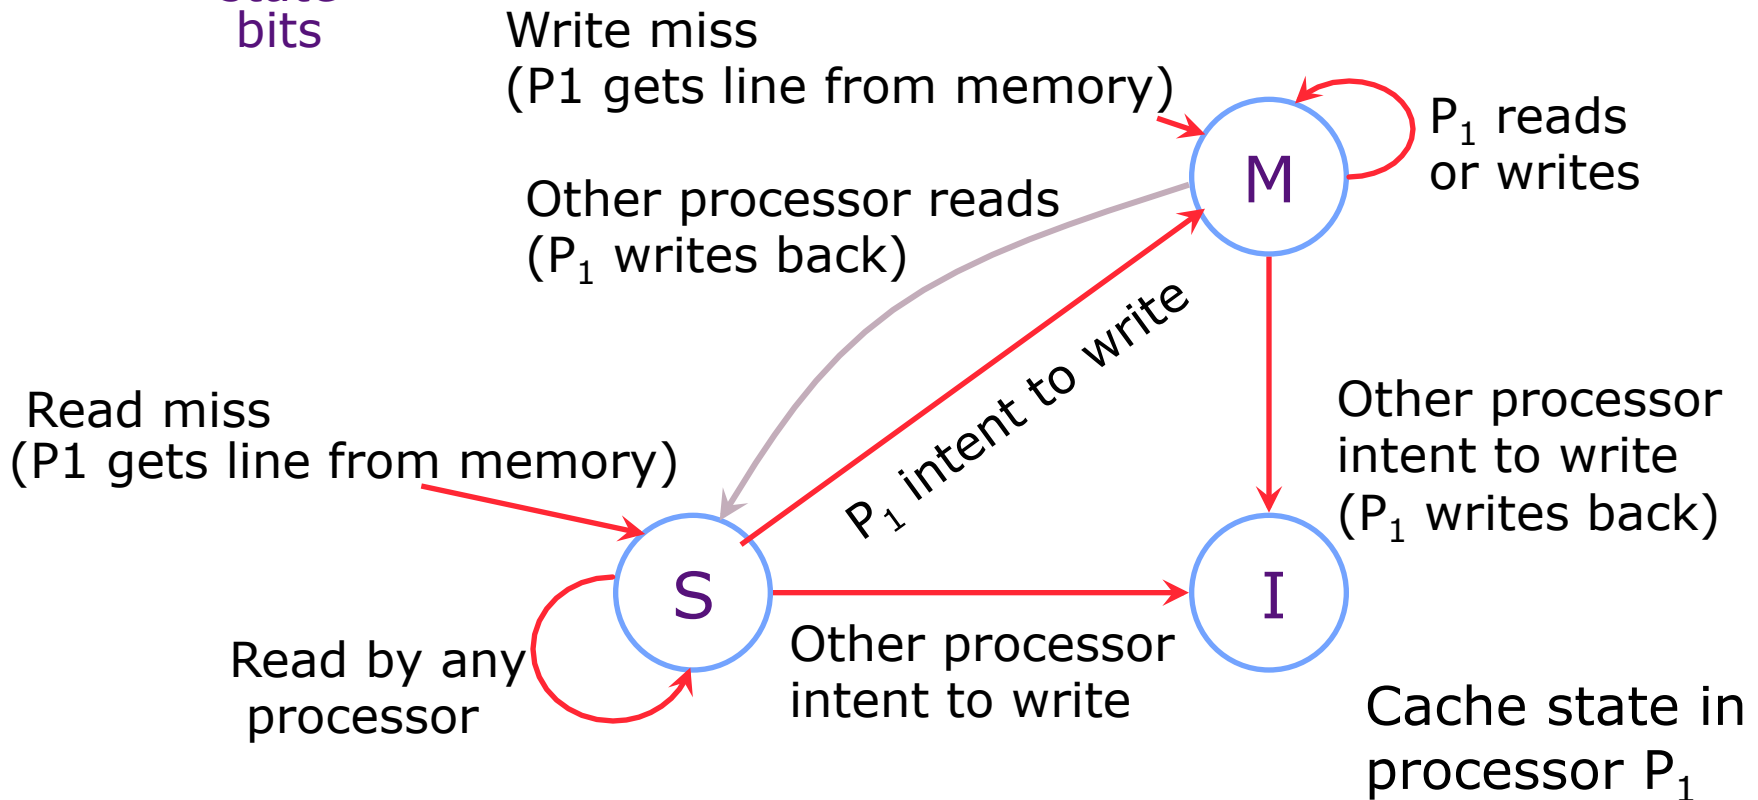 state
bits
Write miss
(P1 gets line from memory)
P1 reads
or writes
M
Other processor reads
(P1 writes back)
P1 intent to write
Read miss
(P1 gets line from memory)
Other processor
intent to write
(P1 writes back)
S
I
Read by any
processor
Other processor
intent to write
Cache state in
processor P1